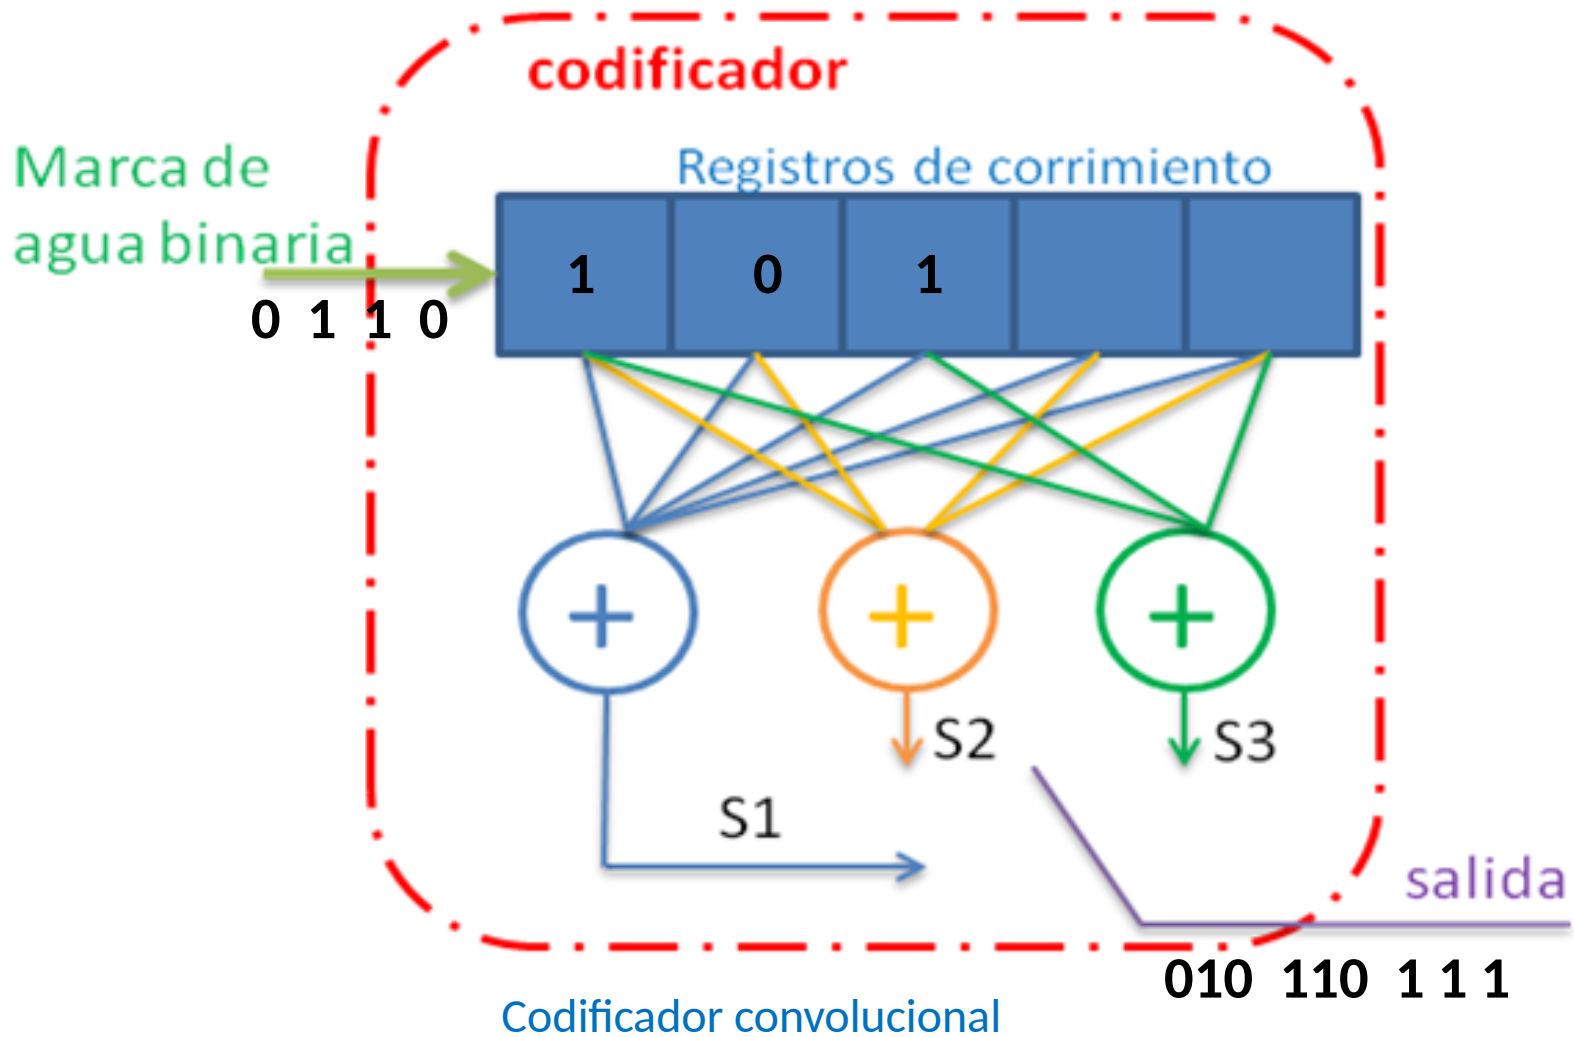 codificador
Marca de
agua binaria
0 1 1 0
Registros de corrimiento
1 0 1
+ + +
S2
S3
S1
salida
010 110 1 1 1
Codificador convolucional